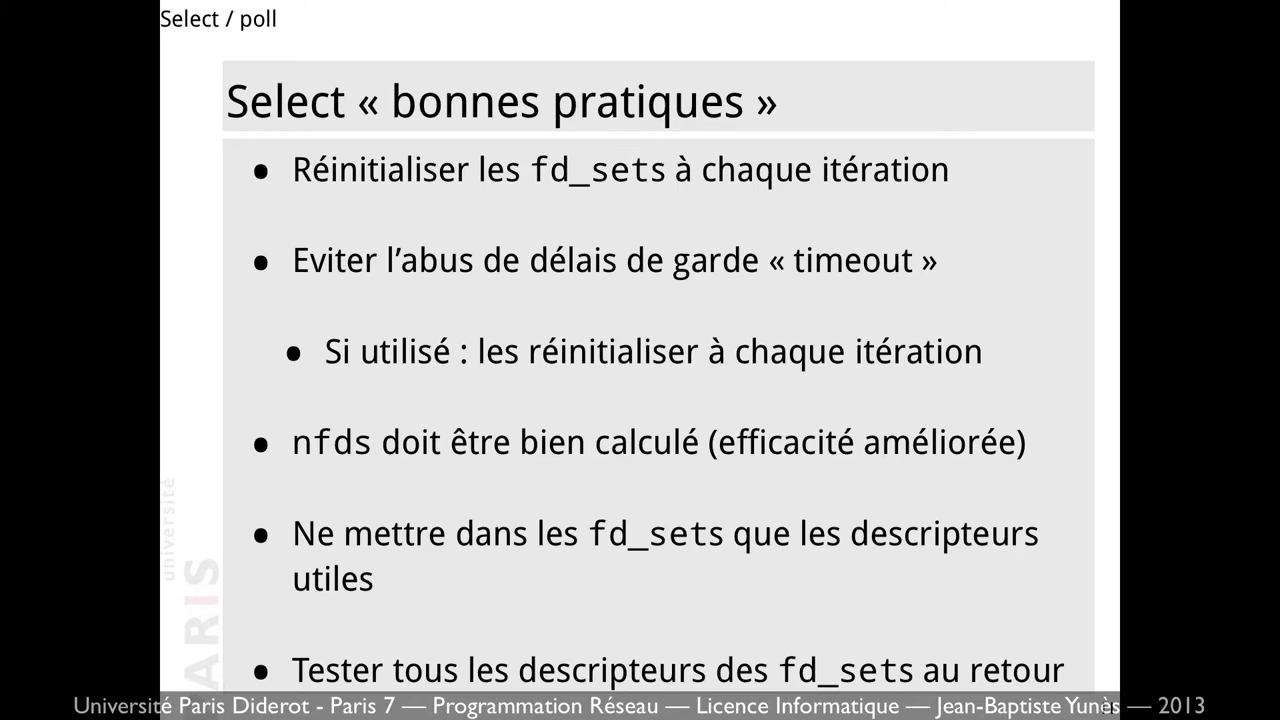 Select / poll
Select « bonnes pratiques »
• Réinitialiser les fd_sets à chaque itération
• Eviter l’abus de délais de garde « timeout »
• Si utilisé : les réinitialiser à chaque itération
• nfds doit être bien calculé (efficacité améliorée)
• Ne mettre dans les fd_sets que les descripteurs
utiles
• Tester tous les descripteurs des fd_sets au retour
université
PARIS
Université Paris Diderot - Paris 7 — Programmation Réseau — Licence Informatique — Jean-Baptiste Yunès — 2013